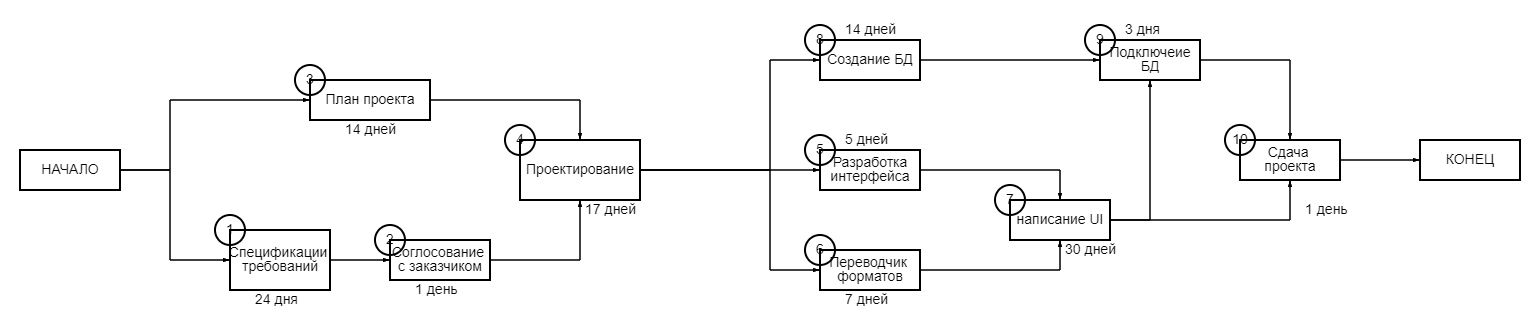 НАЧАЛО
3
План проекта
14 дней
1
Спецификации
требований
24 дня
2
Соглосование
с заказчиком
1 день
4
Проектирование
17 дней
8
14 дней
Создание БД
5
5 дней
Разработка
интерфейса
6
Переводчик
форматов
7 дней
7
написание UI
30 дней
9
3 дня
Подключеие
БД
10
Сдача
проекта
1 день
КОНЕЦ